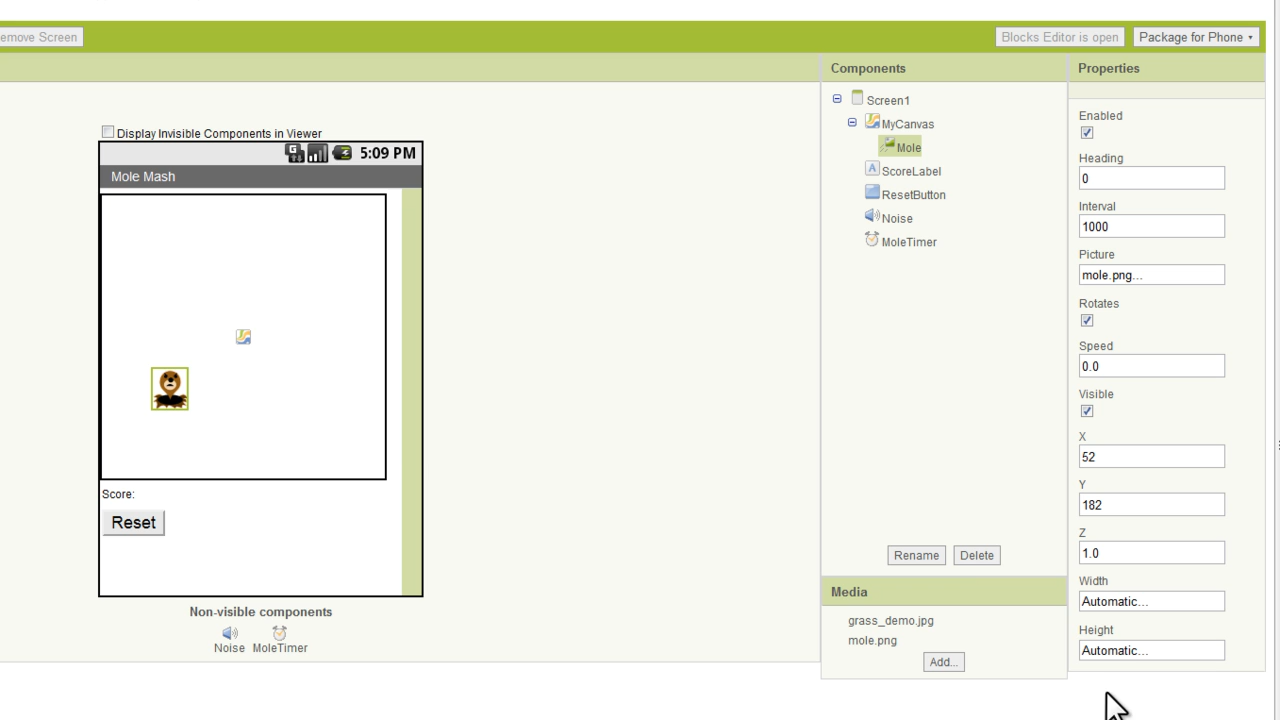 emove Screen
Blocks Editor is open
Package for Phone
Components
Properties
Display Invisible Components in Viewer
5:09 PM
Mole Mash
Score:
Reset
Non-visible components
Noise
MoleTimer
Screen1
MyCanvas
Mole
ScoreLabel
ResetButton
Noise
MoleTimer
Rename
Delete
Media
grass_demo.jpg
mole.png
Add...
Enabled
Heading
0
Interval
1000
Picture
mole.png...
Rotates
Speed
0.0
Visible
X
52
Y
182
Z
1.0
Width
Automatic...
Height
Automatic...